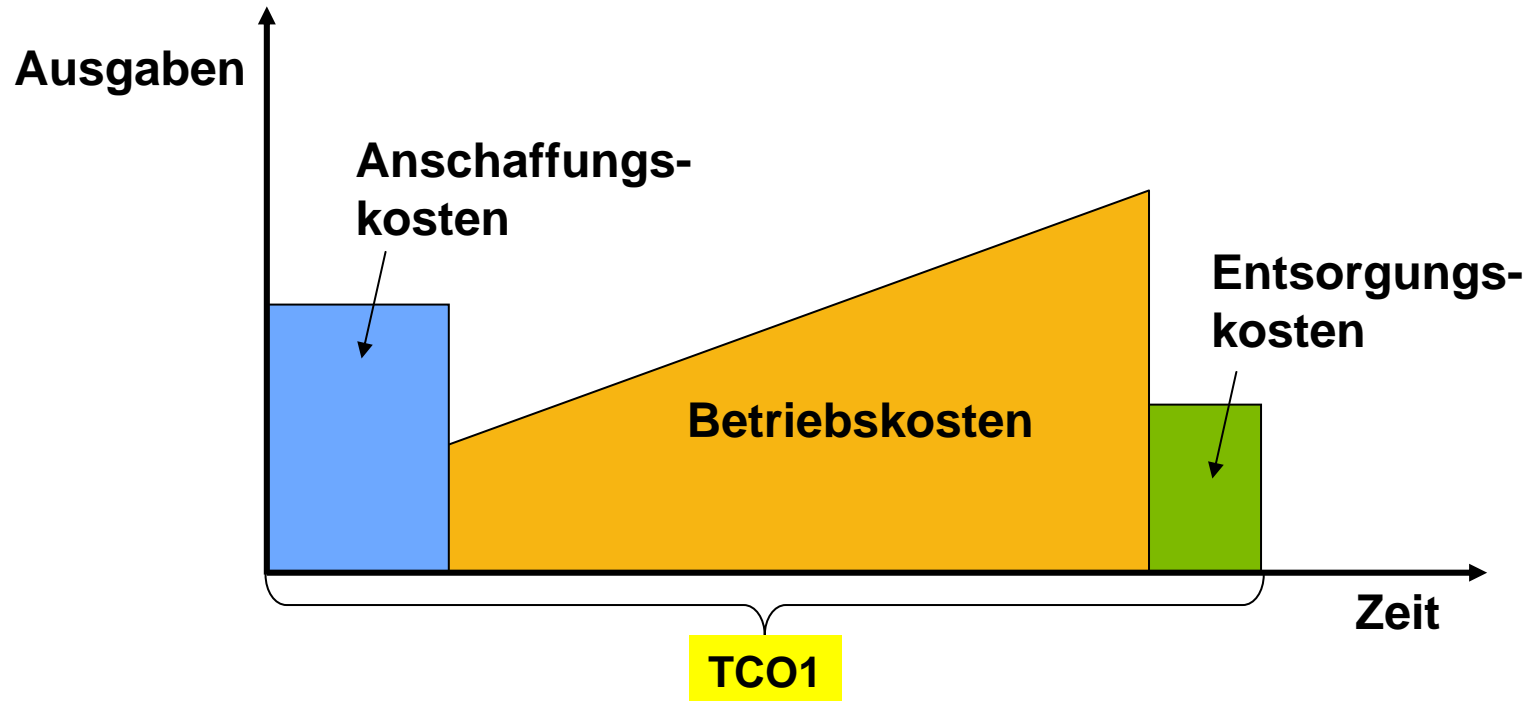 Ausgaben
Anschaffungs-
kosten
Entsorgungs-
kosten
Betriebskosten
Zeit
TCO1